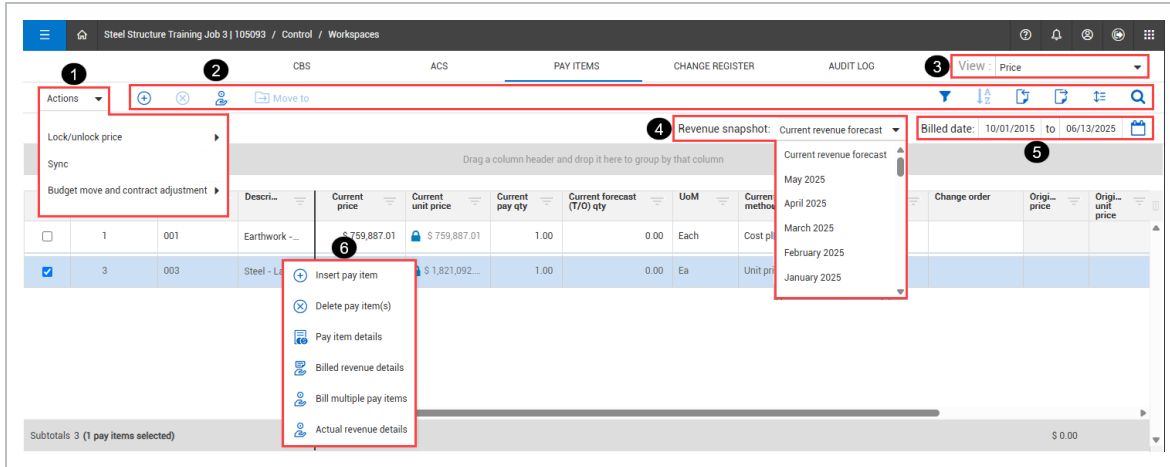 Steel Structure Training Job 3 | 105093 / Control / Workspaces
CBS ACS PAY ITEMS CHANGE REGISTER AUDIT LOG 3 View : Price
1 2
Actions Move to
4 Revenue snapshot: Current revenue forecast Billed date: 10/01/2015 to 06/13/2025
5
Lock/unlock price
Sync
Budget move and contract adjustment
Drag a column header and drop it here to group by that column
Current revenue forecast
May 2025
April 2025
March 2025
February 2025
January 2025
Descri... Current price Current unit price Current pay qty Current forecast (T/O) qty UoM Change order Origi... price Origi... unit price
1 001 Earthwork -... $ 759,887.01 $ 759,887.01 1.00 0.00 Each
6
3 003 $ 1,821,092.... 1.00 0.00 Ea
Insert pay item
Delete pay item(s)
Pay item details
Billed revenue details
Bill multiple pay items
Actual revenue details
Subtotals 3 (1 pay items selected) $ 0.00